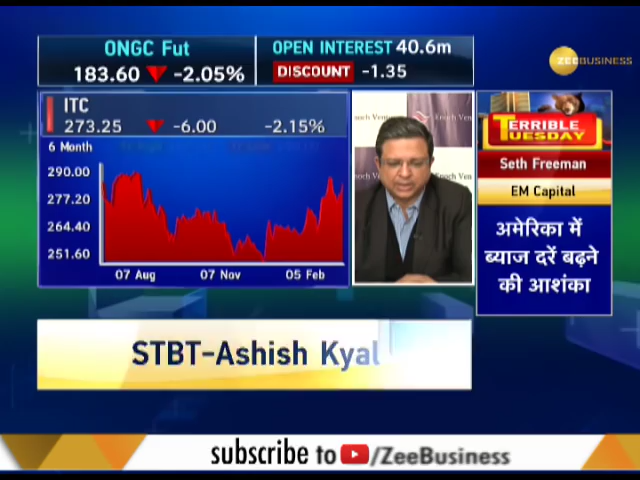 ONGC Fut
183.60 -2.05%
OPEN INTEREST 40.6m
DISCOUNT -1.35
ZEEBUSINESS
ITC
273.25 -6.00 -2.15%
6 Month
290.00
277.20
264.40
251.60
07 Aug 07 Nov 05 Feb
TERRIBLE
TUESDAY
Seth Freeman
EM Capital
अमेरिका में
ब्याज दरें बढ़ने
की आशंका
STBT-Ashish Kyal
subscribe to /ZeeBusiness